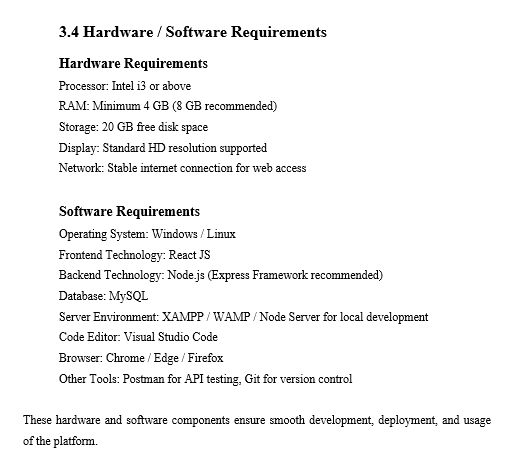 3.4 Hardware / Software Requirements
Hardware Requirements
Processor: Intel i3 or above
RAM: Minimum 4 GB (8 GB recommended)
Storage: 20 GB free disk space
Display: Standard HD resolution supported
Network: Stable internet connection for web access
Software Requirements
Operating System: Windows / Linux
Frontend Technology: React JS
Backend Technology: Node.js (Express Framework recommended)
Database: MySQL
Server Environment: XAMPP / WAMP / Node Server for local development
Code Editor: Visual Studio Code
Browser: Chrome / Edge / Firefox
Other Tools: Postman for API testing, Git for version control
These hardware and software components ensure smooth development, deployment, and usage
of the platform.